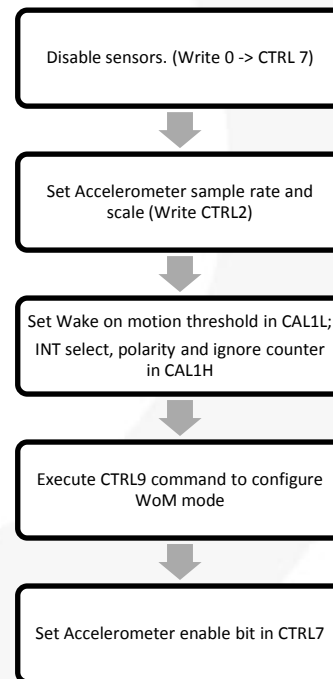 Disable sensors. (Write 0 -> CTRL 7)
Set Accelerometer sample rate and
scale (Write CTRL2)
Set Wake on motion threshold in CAL1L;
INT select, polarity and ignore counter
in CAL1H
Execute CTRL9 command to configure
WoM mode
Set Accelerometer enable bit in CTRL7